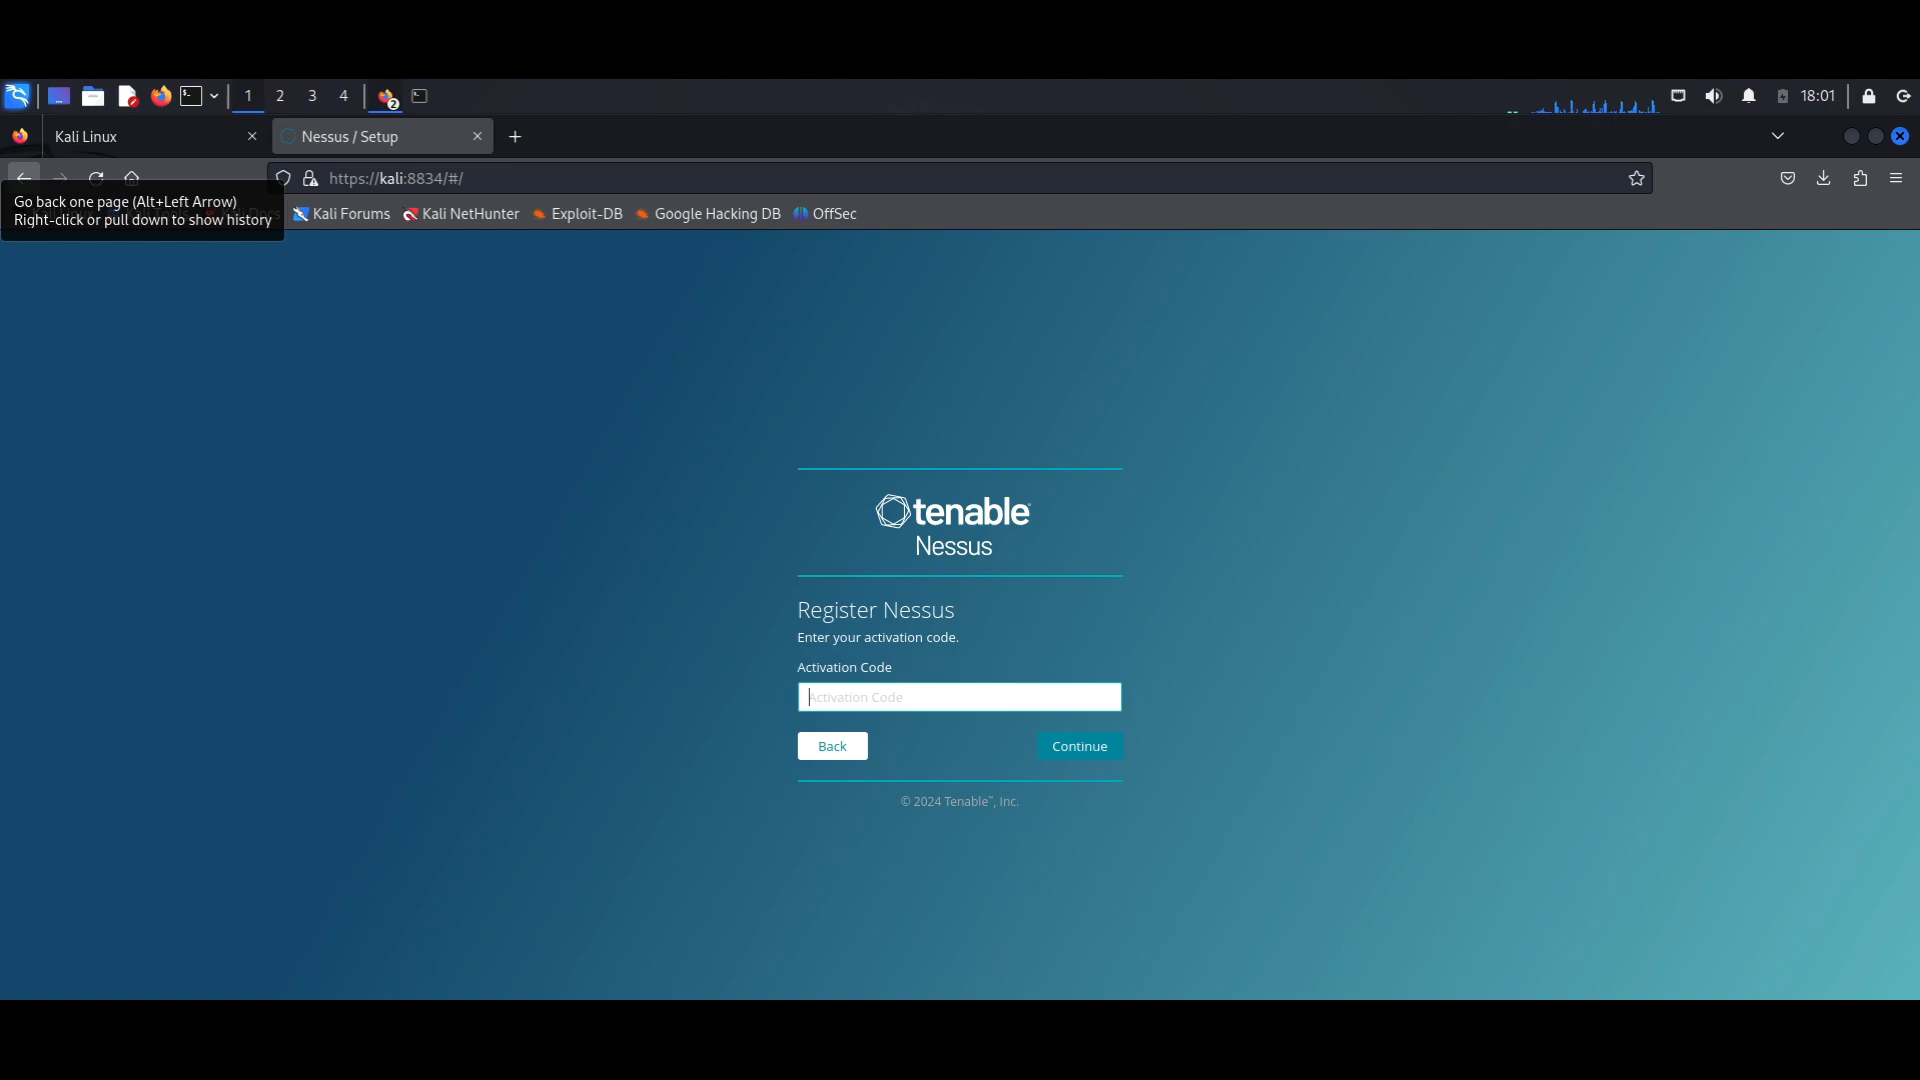 1 2 3 4 2 18:01
Kali Linux Nessus / Setup
https://kali:8834/#/
Go back one page (Alt+Left Arrow)
Right-click or pull down to show history
Kali Forums Kali NetHunter Exploit-DB Google Hacking DB OffSec
tenable
Nessus
Register Nessus
Enter your activation code.
Activation Code
Activation Code
Back Continue
© 2024 Tenable™, Inc.